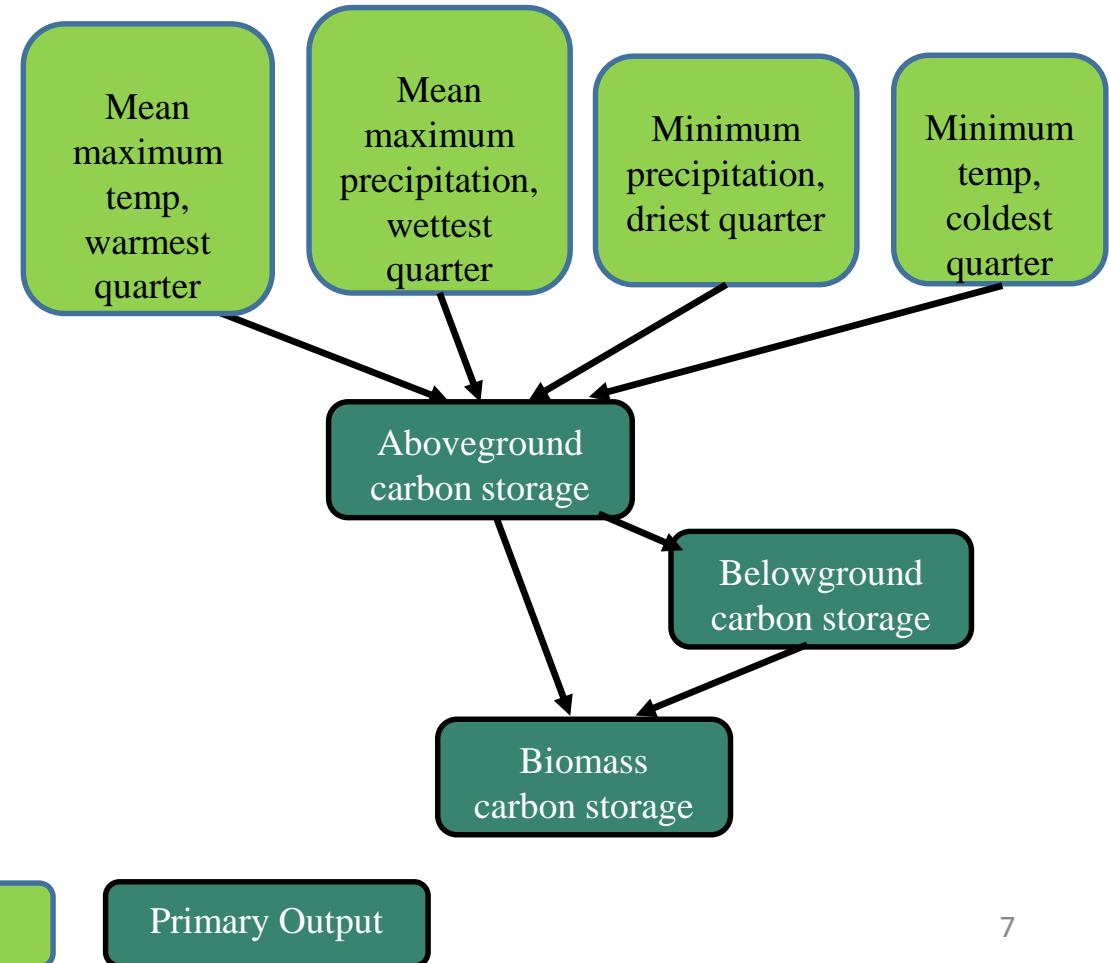 Mean
maximum
temp,
warmest
quarter
Mean
maximum
precipitation,
wettest
quarter
Minimum
precipitation,
driest quarter
Minimum
temp,
coldest
quarter
Aboveground
carbon storage
Belowground
carbon storage
Biomass
carbon storage
Primary Output
7